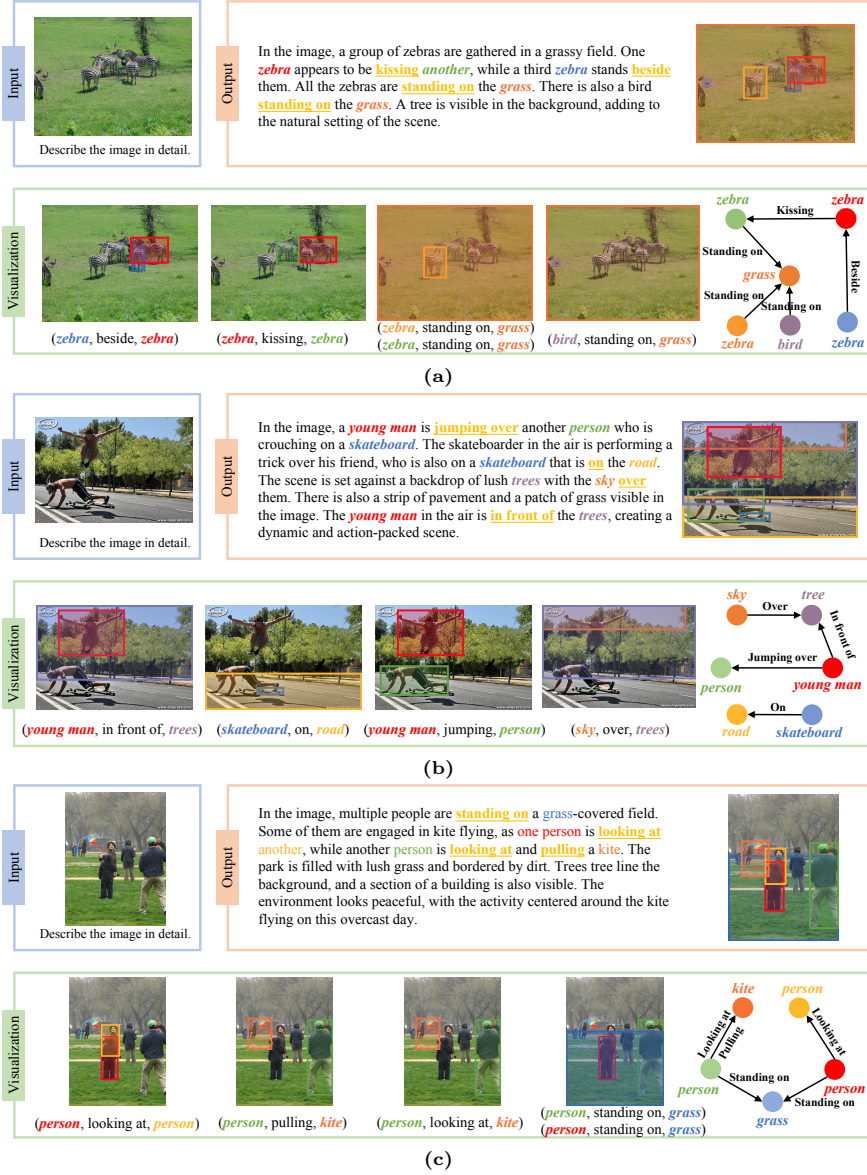 Input
Describe the image in detail.
Output
In the image, a group of zebras are gathered in a grassy field. One
zebra appears to be kissing another, while a third zebra stands beside
them. All the zebras are standing on the grass. There is also a bird
standing on the grass. A tree is visible in the background, adding to
the natural setting of the scene.
Visualization
(zebra, beside, zebra)
(zebra, kissing, zebra)
(zebra, standing on, grass)
(zebra, standing on, grass)
(bird, standing on, grass)
zebra
zebra
Kissing
Standing on
grass
Beside
Standing on
Standing on
zebra
bird
zebra
(a)
Input
Describe the image in detail.
Output
In the image, a young man is jumping over another person who is
crouching on a skateboard. The skateboarder in the air is performing a
trick over his friend, who is also on a skateboard that is on the road.
The scene is set against a backdrop of lush trees with the sky over
them. There is also a strip of pavement and a patch of grass visible in
the image. The young man in the air is in front of the trees, creating a
dynamic and action-packed scene.
Visualization
(young man, in front of, trees)
(skateboard, on, road)
(young man, jumping, person)
(sky, over, trees)
sky
tree
Over
In front of
Jumping over
person
young man
On
road
skateboard
(b)
Input
Describe the image in detail.
Output
In the image, multiple people are standing on a grass-covered field.
Some of them are engaged in kite flying, as one person is looking at
another, while another person is looking at and pulling a kite. The
park is filled with lush grass and bordered by dirt. Trees tree line the
background, and a section of a building is also visible. The
environment looks peaceful, with the activity centered around the kite
flying on this overcast day.
Visualization
(person, looking at, person)
(person, pulling, kite)
(person, looking at, kite)
(person, standing on, grass)
(person, standing on, grass)
kite
person
Looking at
Pulling
Looking at
person
Standing on
person
Standing on
grass
(c)